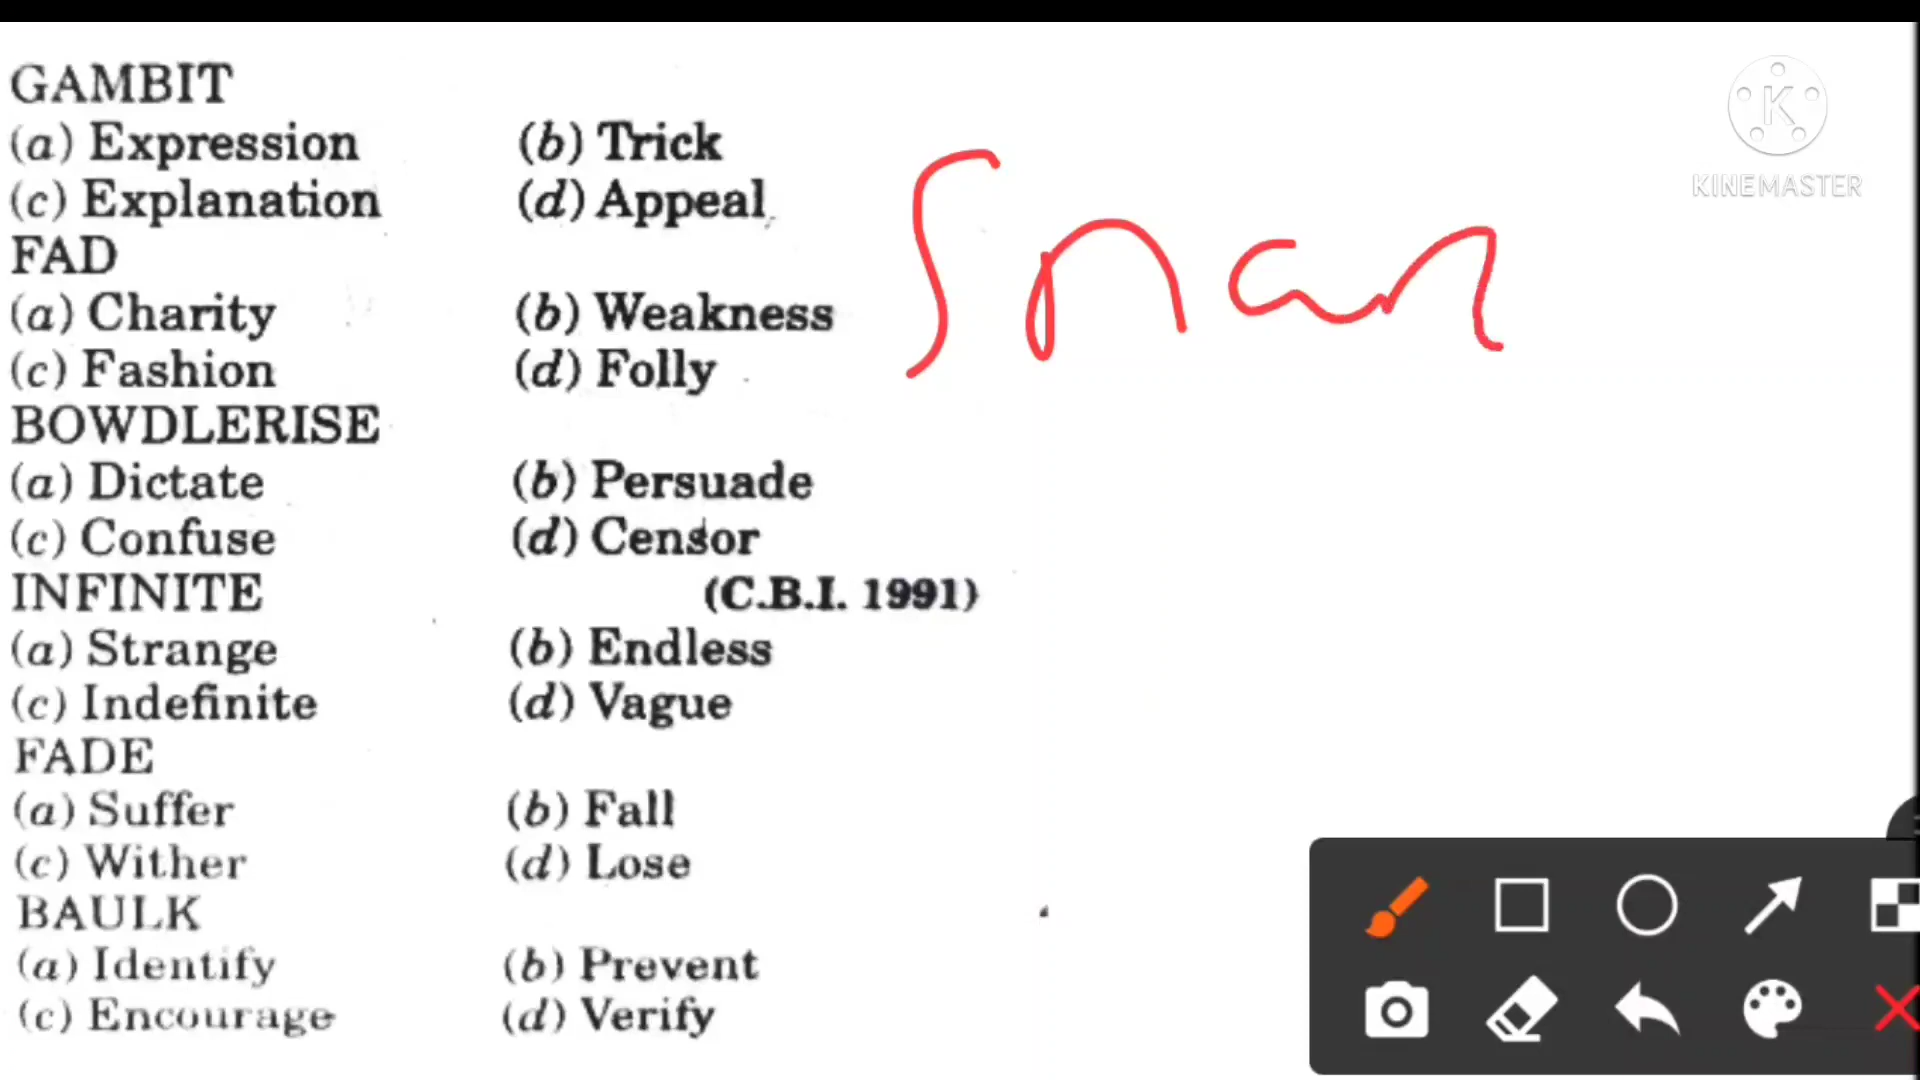 GAMBIT
(a) Expression (b) Trick
(c) Explanation (d) Appeal
FAD
(a) Charity (b) Weakness
(c) Fashion (d) Folly
BOWDLERISE
(a) Dictate (b) Persuade
(c) Confuse (d) Censor
INFINITE (C.B.I. 1991)
(a) Strange (b) Endless
(c) Indefinite (d) Vague
FADE
(a) Suffer (b) Fall
(c) Wither (d) Lose
BAULK
(a) Identify (b) Prevent
(c) Encourage (d) Verify
KINEMASTER